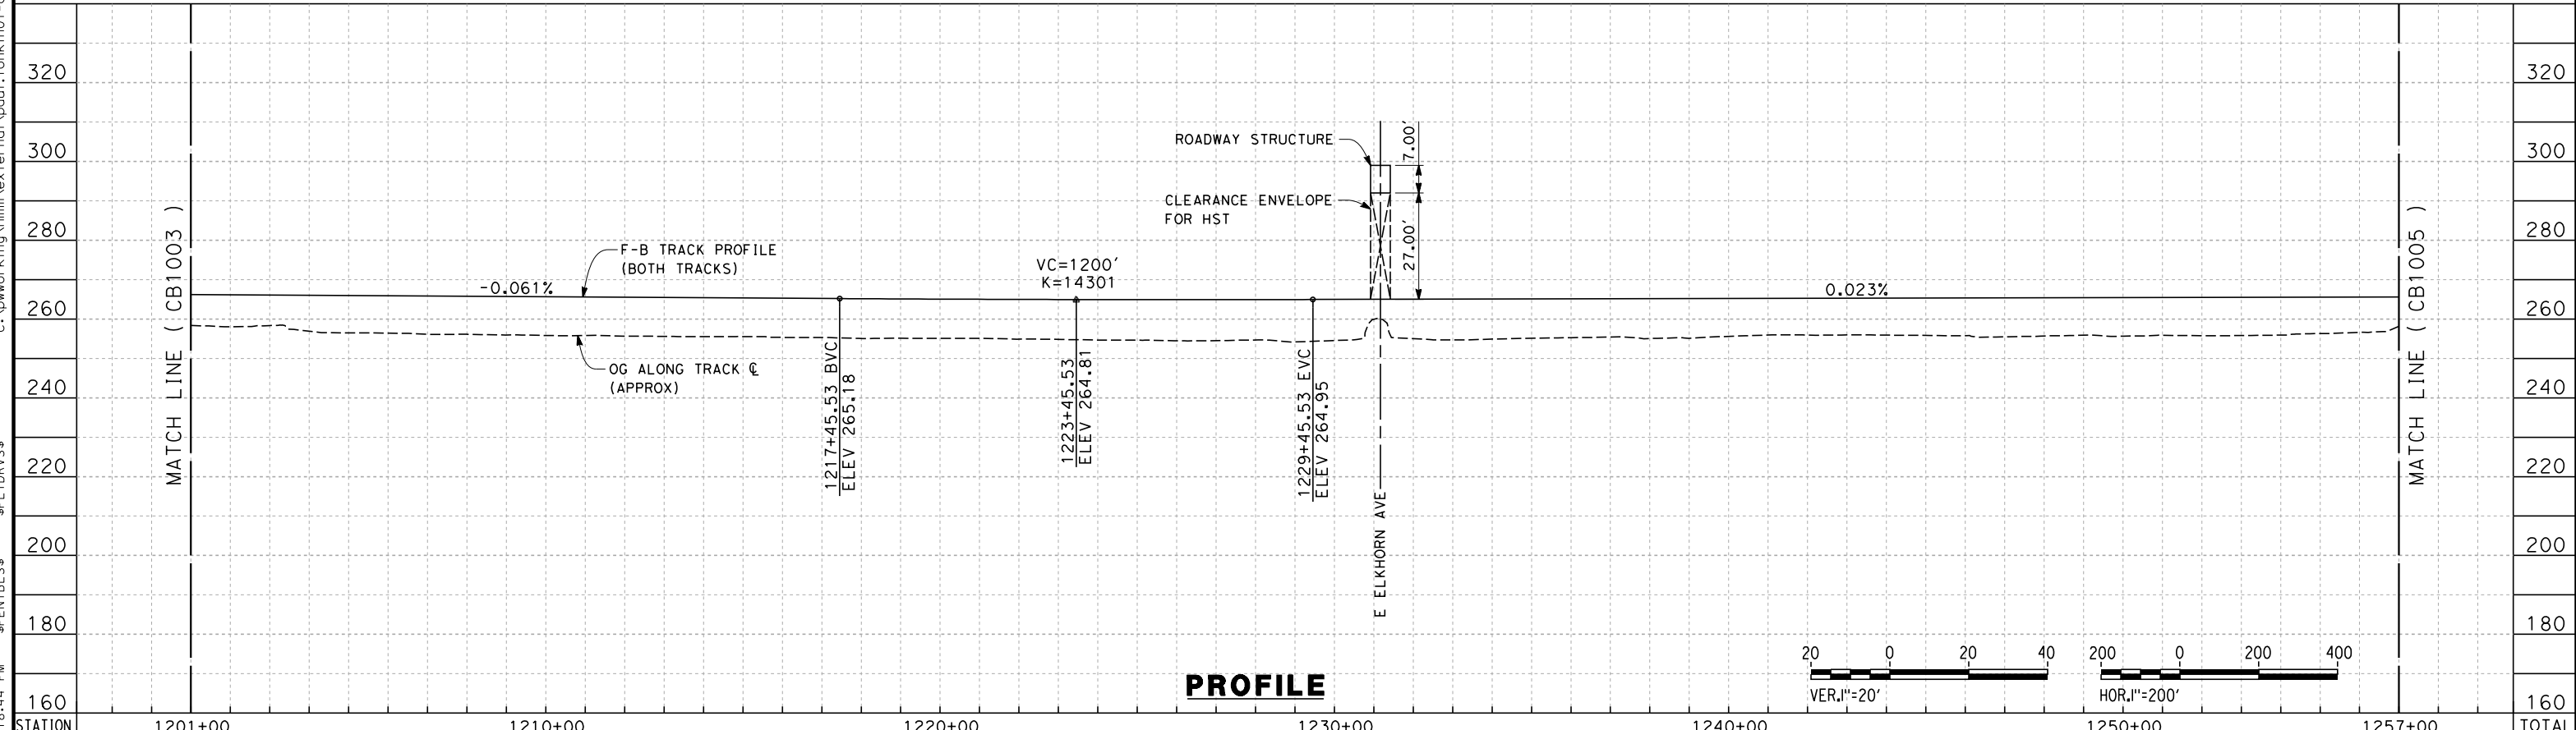 320
300
280
260
240
220
200
180
160
STATION
MATCH LINE ( CB1003 )
-0.061%
F-B TRACK PROFILE
(BOTH TRACKS)
OG ALONG TRACK ℄
(APPROX)
1217+45.53 BVC
ELEV 265.18
VC=1200'
K=14301
1223+45.53
ELEV 264.81
1229+45.53 EVC
ELEV 264.95
ROADWAY STRUCTURE
CLEARANCE ENVELOPE
FOR HST
7.00'
27.00'
E ELKHORN AVE
0.023%
MATCH LINE ( CB1005 )
320
300
280
260
240
220
200
180
160
PROFILE
20 0 20 40
VER.1"=20'
200 0 200 400
HOR.1"=200'
1201+00 1210+00 1220+00 1230+00 1240+00 1250+00 1257+00
TOTAL